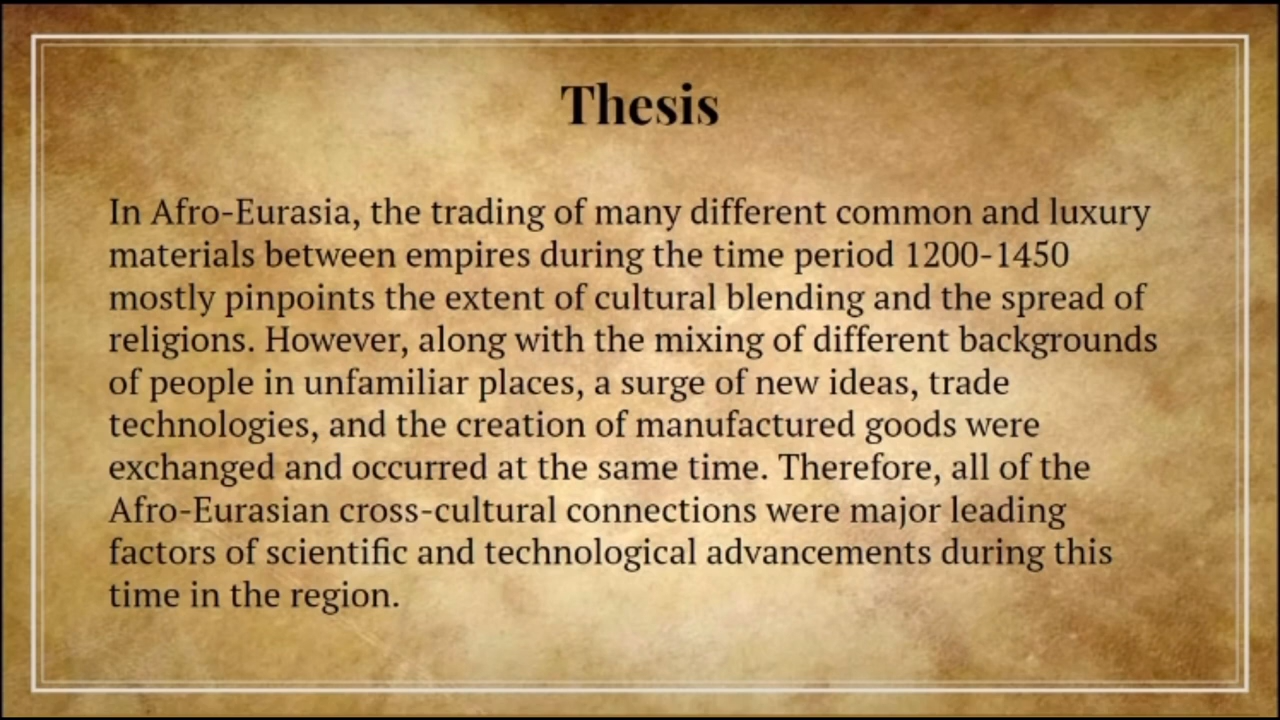 Thesis
In Afro-Eurasia, the trading of many different common and luxury
materials between empires during the time period 1200-1450
mostly pinpoints the extent of cultural blending and the spread of
religions. However, along with the mixing of different backgrounds
of people in unfamiliar places, a surge of new ideas, trade
technologies, and the creation of manufactured goods were
exchanged and occurred at the same time. Therefore, all of the
Afro-Eurasian cross-cultural connections were major leading
factors of scientific and technological advancements during this
time in the region.